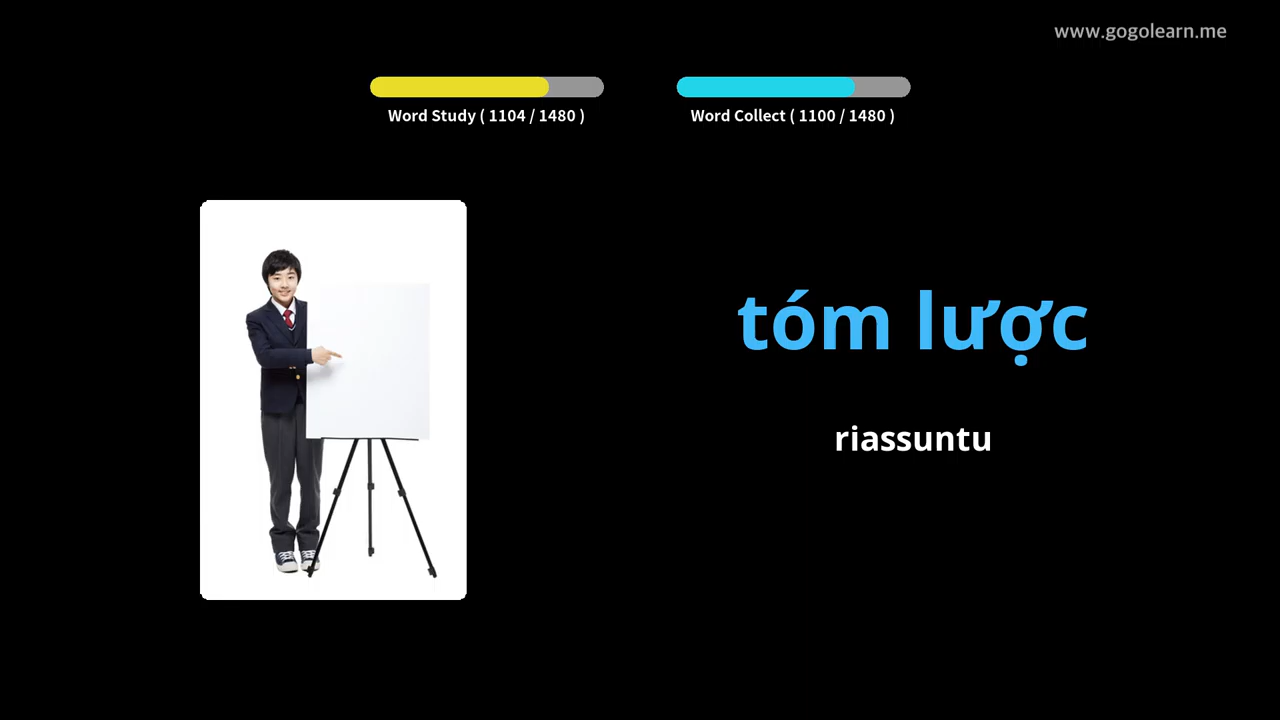 www.gogolearn.me
Word Study ( 1104 / 1480 )
Word Collect ( 1100 / 1480 )
tóm lược
riassuntu